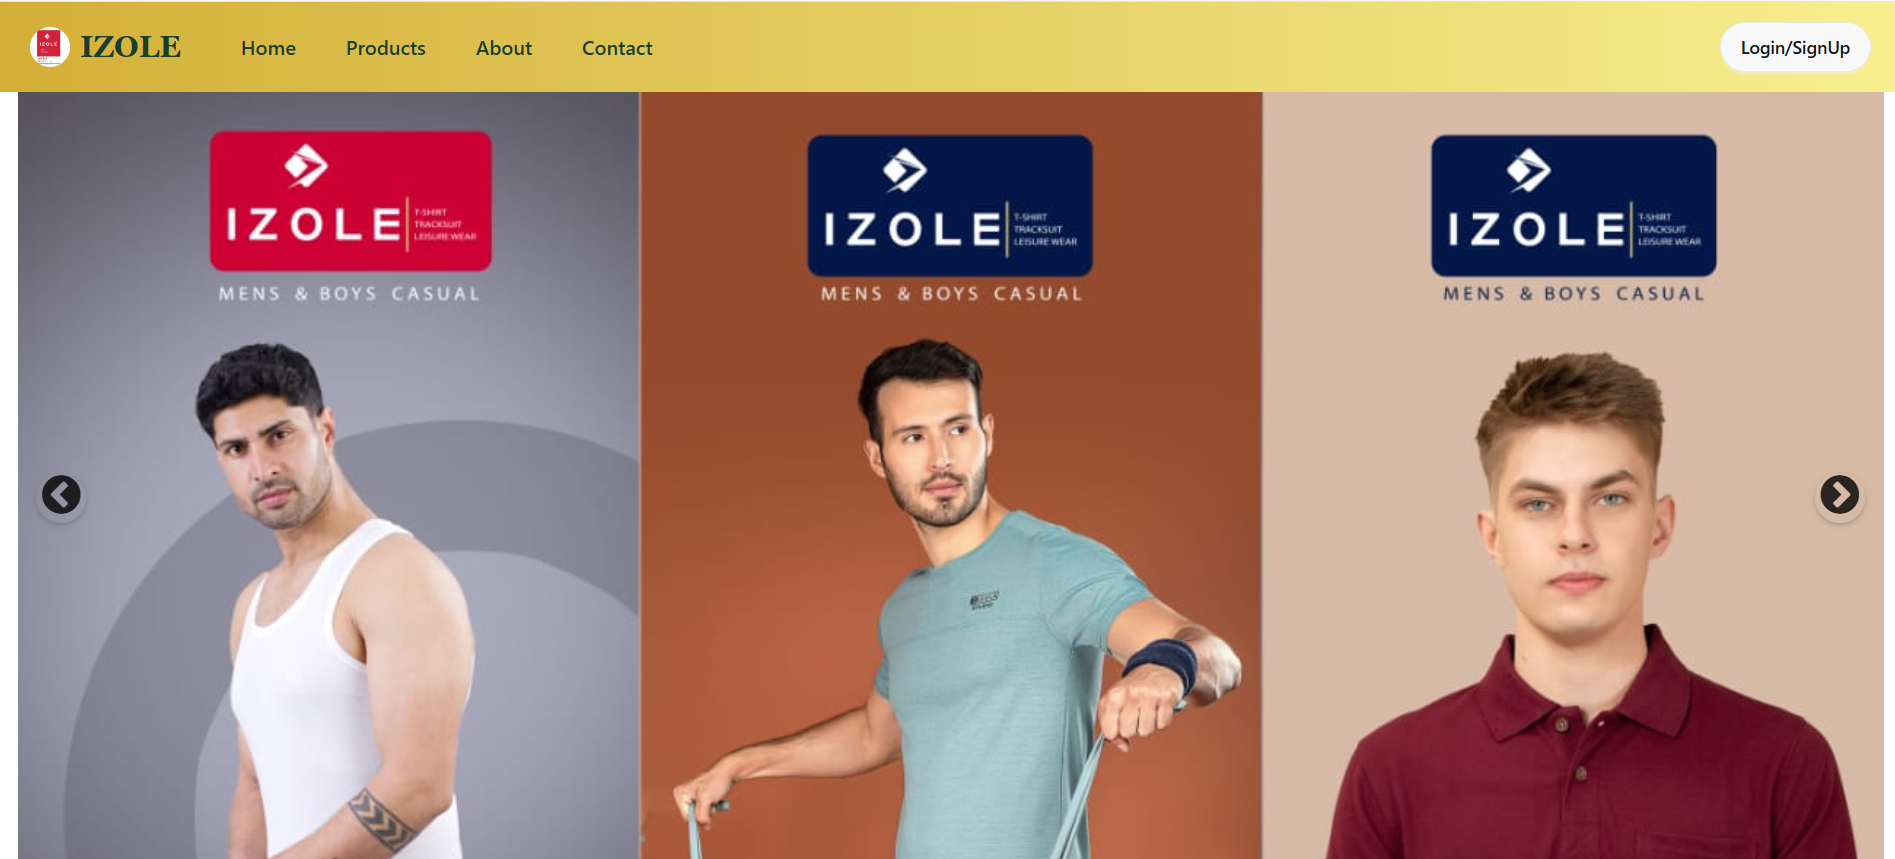 IZOLE
Home
Products
About
Contact
Login/SignUp
IZOLE
T-SHIRT
TRACKSUIT
LEISURE WEAR
MENS & BOYS CASUAL
IZOLE
T-SHIRT
TRACKSUIT
LEISURE WEAR
MENS & BOYS CASUAL
IZOLE
T-SHIRT
TRACKSUIT
LEISURE WEAR
MENS & BOYS CASUAL